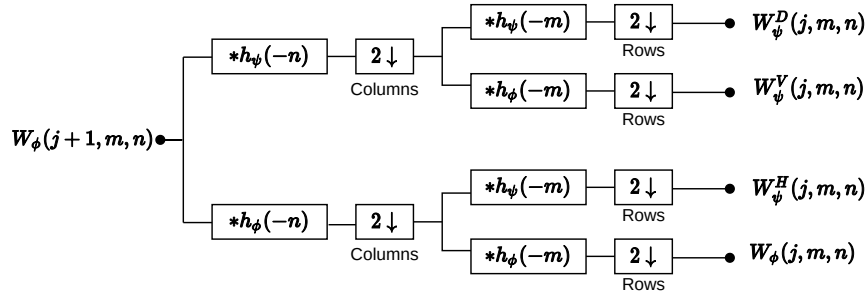 *h_ψ(−m)
2↓
Rows
W_ψ^D(j, m, n)
*h_ψ(−n)
2↓
Columns
*h_ϕ(−m)
2↓
Rows
W_ψ^V(j, m, n)
W_ϕ(j + 1, m, n)
*h_ϕ(−n)
2↓
Columns
*h_ψ(−m)
2↓
Rows
W_ψ^H(j, m, n)
*h_ϕ(−m)
2↓
Rows
W_ϕ(j, m, n)